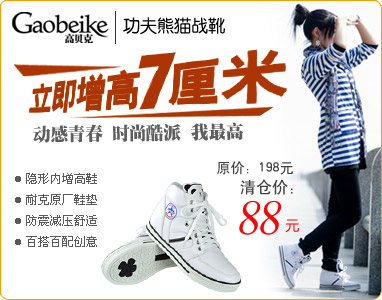 Gaobeike
高贝克
功夫熊猫战靴
立即增高7厘米
动感青春 时尚酷派 我最高
原价：198元
清仓价：
88元
隐形内增高鞋
耐克原厂鞋垫
防震减压舒适
百搭百配创意